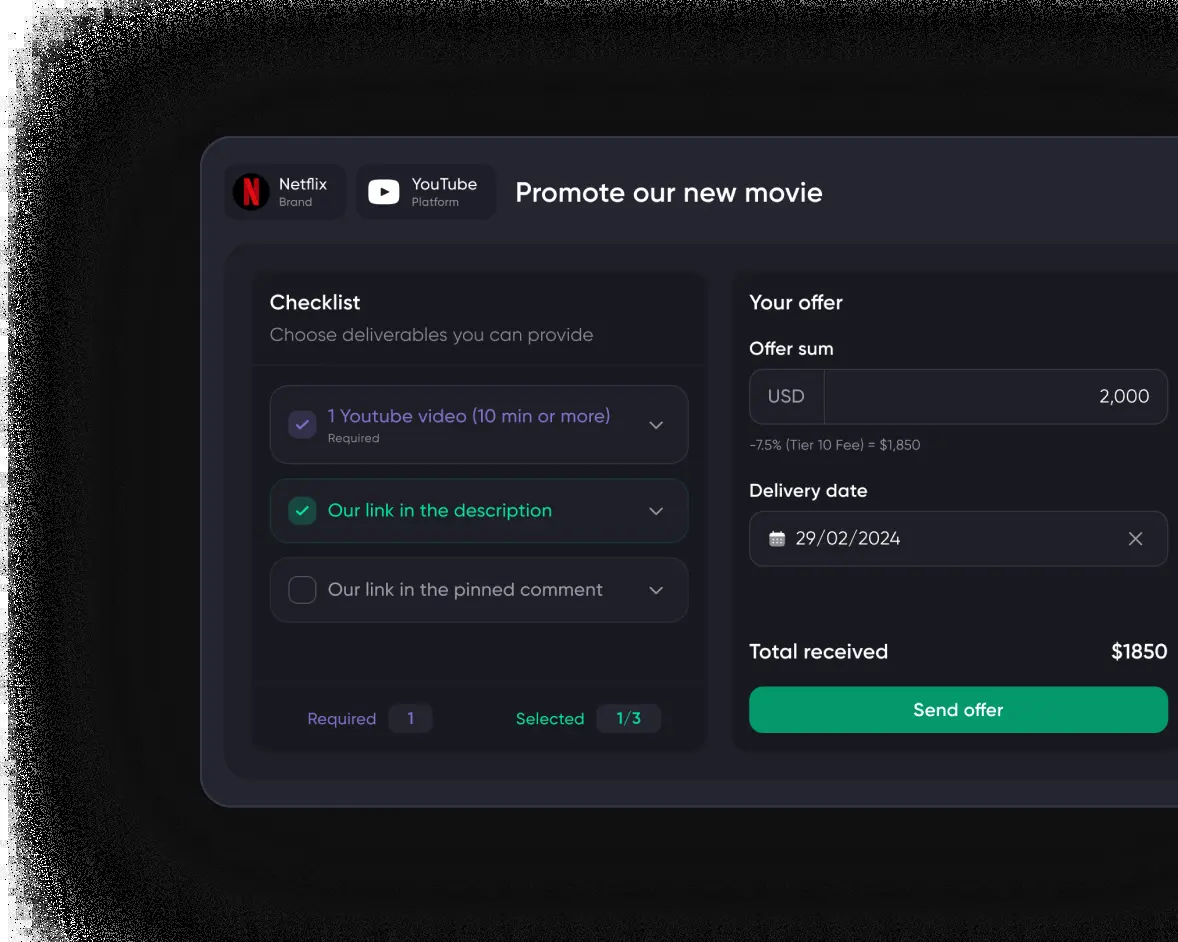 Netflix
Brand
YouTube
Platform
Promote our new movie
Checklist
Choose deliverables you can provide
1 Youtube video (10 min or more)
Required
Our link in the description
Our link in the pinned comment
Required 1
Selected 1/3
Your offer
Offer sum
USD 2,000
-7.5% (Tier 10 Fee) = $1,850
Delivery date
29/02/2024
Total received $1850
Send offer